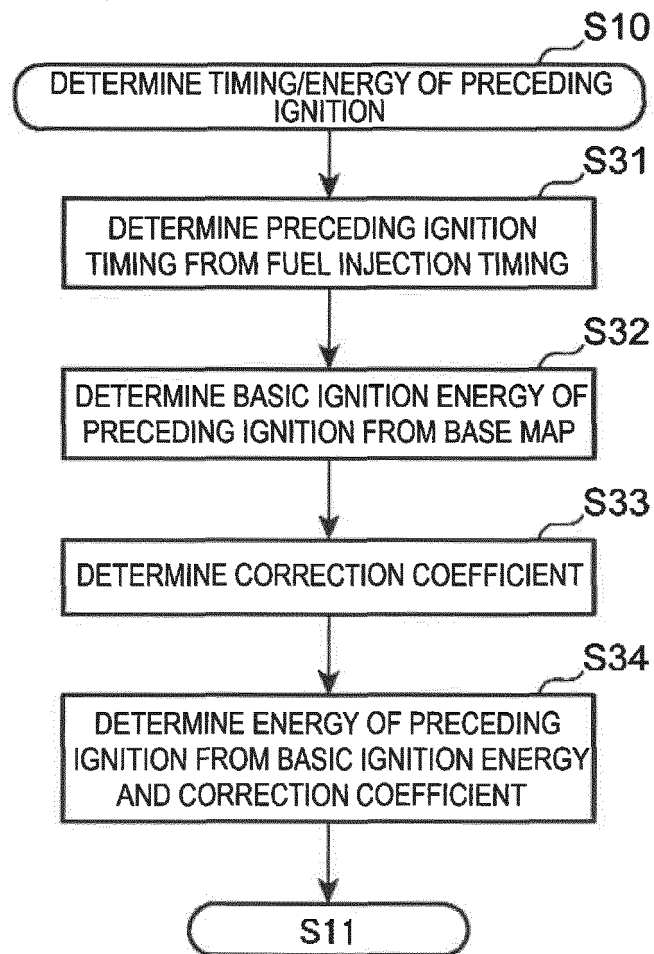 S10
DETERMINE TIMING/ENERGY OF PRECEDING
IGNITION
S31
DETERMINE PRECEDING IGNITION
TIMING FROM FUEL INJECTION TIMING
S32
DETERMINE BASIC IGNITION ENERGY OF
PRECEDING IGNITION FROM BASE MAP
S33
DETERMINE CORRECTION COEFFICIENT
S34
DETERMINE ENERGY OF PRECEDING
IGNITION FROM BASIC IGNITION ENERGY
AND CORRECTION COEFFICIENT
S11